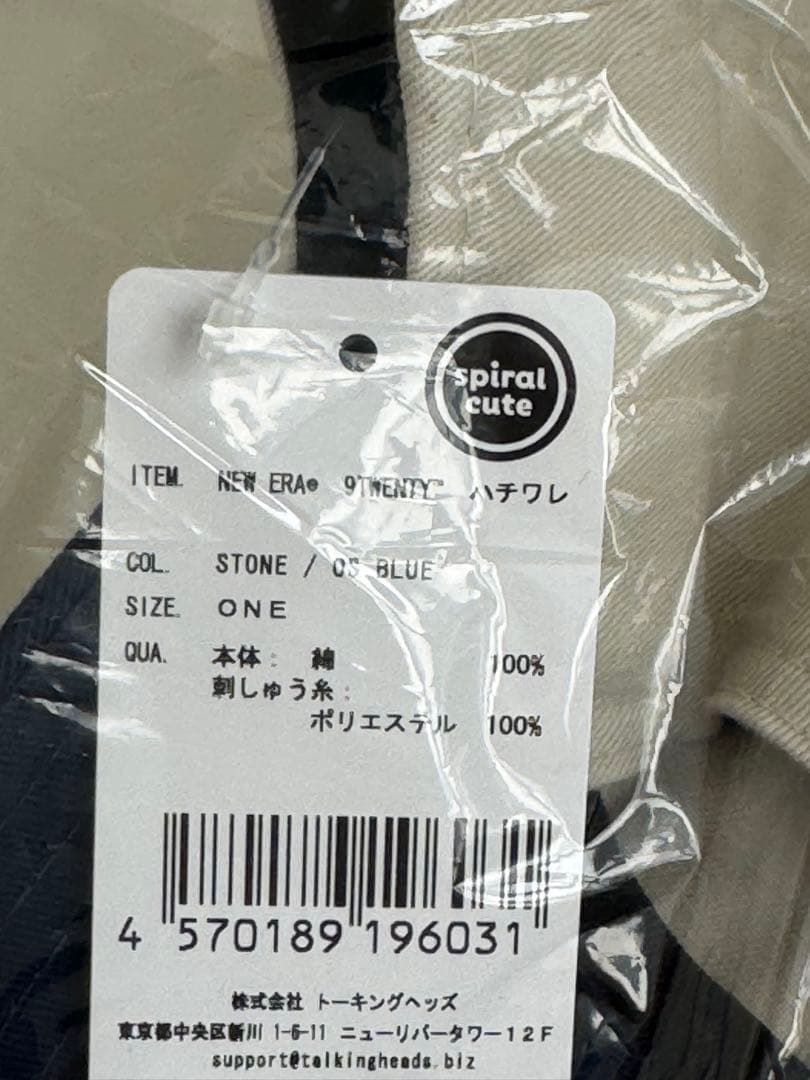 spiral
cute
ITEM. NEW ERA® 9TWENTY™ ハチワレ
COL. STONE / OS BLUE
SIZE. ONE
QUA. 本体: 綿 100%
刺しゅう糸:
ポリエステル 100%
4 570189 196031
株式会社 トーキングヘッズ
東京都中央区新川 1-6-11 ニューリバータワー12F
support@talkingheads.biz